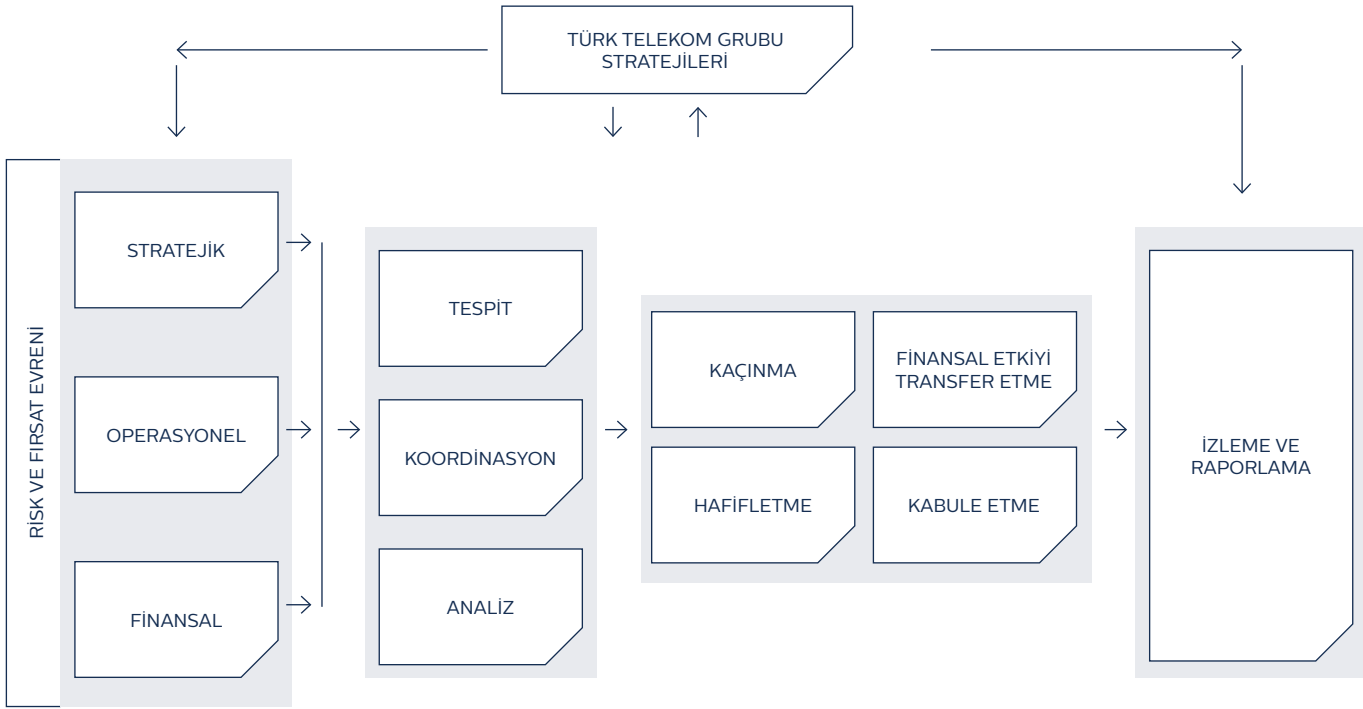 TÜRK TELEKOM GRUBU
STRATEJİLERİ
RİSK VE FIRSAT EVRENİ
STRATEJİK
OPERASYONEL
FİNANSAL
TESPİT
KOORDİNASYON
ANALİZ
KAÇINMA
FİNANSAL ETKİYİ
TRANSFER ETME
HAFİFLETME
KABULE ETME
İZLEME VE
RAPORLAMA